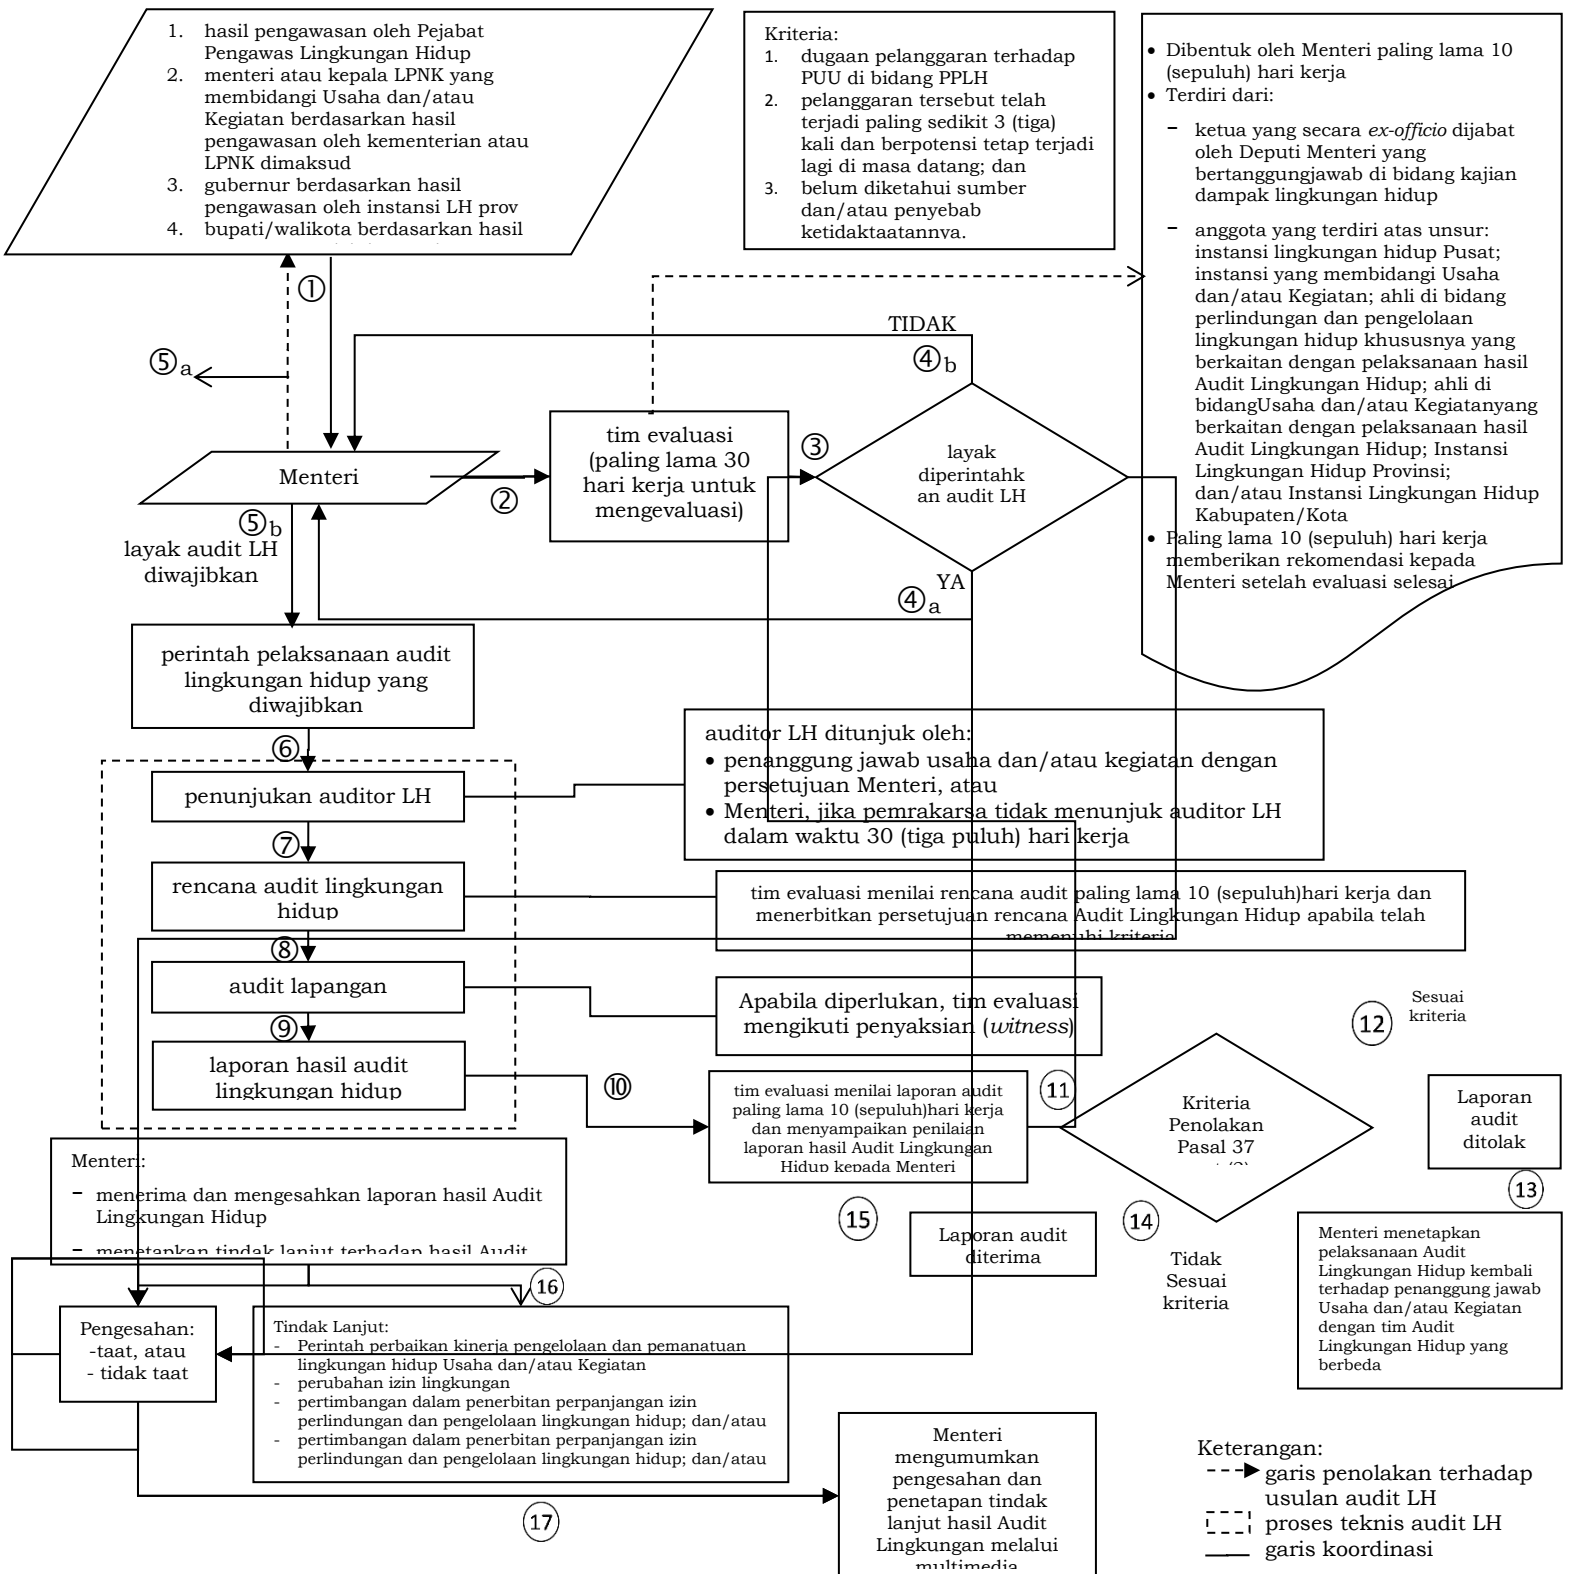 1. hasil pengawasan oleh Pejabat
Pengawas Lingkungan Hidup
2. menteri atau kepala LPNK yang
membidangi Usaha dan/atau
Kegiatan berdasarkan hasil
pengawasan oleh kementerian atau
LPNK dimaksud
3. gubernur berdasarkan hasil
pengawasan oleh instansi LH prov
4. bupati/walikota berdasarkan hasil
Kriteria:
1. dugaan pelanggaran terhadap
PUU di bidang PPLH
2. pelanggaran tersebut telah
terjadi paling sedikit 3 (tiga)
kali dan berpotensi tetap terjadi
lagi di masa datang; dan
3. belum diketahui sumber
dan/atau penyebab
ketidaktaatannya.
• Dibentuk oleh Menteri paling lama 10
(sepuluh) hari kerja
• Terdiri dari:
− ketua yang secara ex-officio dijabat
oleh Deputi Menteri yang
bertanggungjawab di bidang kajian
dampak lingkungan hidup
− anggota yang terdiri atas unsur:
instansi lingkungan hidup Pusat;
instansi yang membidangi Usaha
dan/atau Kegiatan; ahli di bidang
perlindungan dan pengelolaan
lingkungan hidup khususnya yang
berkaitan dengan pelaksanaan hasil
Audit Lingkungan Hidup; ahli di
bidangUsaha dan/atau Kegiatanyang
berkaitan dengan pelaksanaan hasil
Audit Lingkungan Hidup; Instansi
Lingkungan Hidup Provinsi;
dan/atau Instansi Lingkungan Hidup
Kabupaten/Kota
• Paling lama 10 (sepuluh) hari kerja
memberikan rekomendasi kepada
Menteri setelah evaluasi selesai
①
⑤a
TIDAK
④b
Menteri
②
tim evaluasi
(paling lama 30
hari kerja untuk
mengevaluasi)
③
layak
diperintahk
an audit LH
⑤b
layak audit LH
diwajibkan
YA
④a
perintah pelaksanaan audit
lingkungan hidup yang
diwajibkan
⑥
penunjukan auditor LH
auditor LH ditunjuk oleh:
• penanggung jawab usaha dan/atau kegiatan dengan
persetujuan Menteri, atau
• Menteri, jika pemrakarsa tidak menunjuk auditor LH
dalam waktu 30 (tiga puluh) hari kerja
⑦
rencana audit lingkungan
hidup
tim evaluasi menilai rencana audit paling lama 10 (sepuluh)hari kerja dan
menerbitkan persetujuan rencana Audit Lingkungan Hidup apabila telah
memenuhi kriteria
⑧
audit lapangan
Apabila diperlukan, tim evaluasi
mengikuti penyaksian (witness)
⑨
laporan hasil audit
lingkungan hidup
⑩
tim evaluasi menilai laporan audit
paling lama 10 (sepuluh)hari kerja
dan menyampaikan penilaian
laporan hasil Audit Lingkungan
Hidup kepada Menteri
11
Kriteria
Penolakan
Pasal 37
12
Sesuai
kriteria
Laporan
audit
ditolak
13
Menteri menetapkan
pelaksanaan Audit
Lingkungan Hidup kembali
terhadap penanggung jawab
Usaha dan/atau Kegiatan
dengan tim Audit
Lingkungan Hidup yang
berbeda
14
Tidak
Sesuai
kriteria
15
Laporan audit
diterima
Menteri:
− menerima dan mengesahkan laporan hasil Audit
Lingkungan Hidup
− menetapkan tindak lanjut terhadap hasil Audit
16
Pengesahan:
-taat, atau
- tidak taat
Tindak Lanjut:
- Perintah perbaikan kinerja pengelolaan dan pemanatuan
lingkungan hidup Usaha dan/atau Kegiatan
- perubahan izin lingkungan
- pertimbangan dalam penerbitan perpanjangan izin
perlindungan dan pengelolaan lingkungan hidup; dan/atau
- pertimbangan dalam penerbitan perpanjangan izin
perlindungan dan pengelolaan lingkungan hidup; dan/atau
17
Menteri
mengumumkan
pengesahan dan
penetapan tindak
lanjut hasil Audit
Lingkungan melalui
multimedia
Keterangan:
garis penolakan terhadap
usulan audit LH
proses teknis audit LH
garis koordinasi